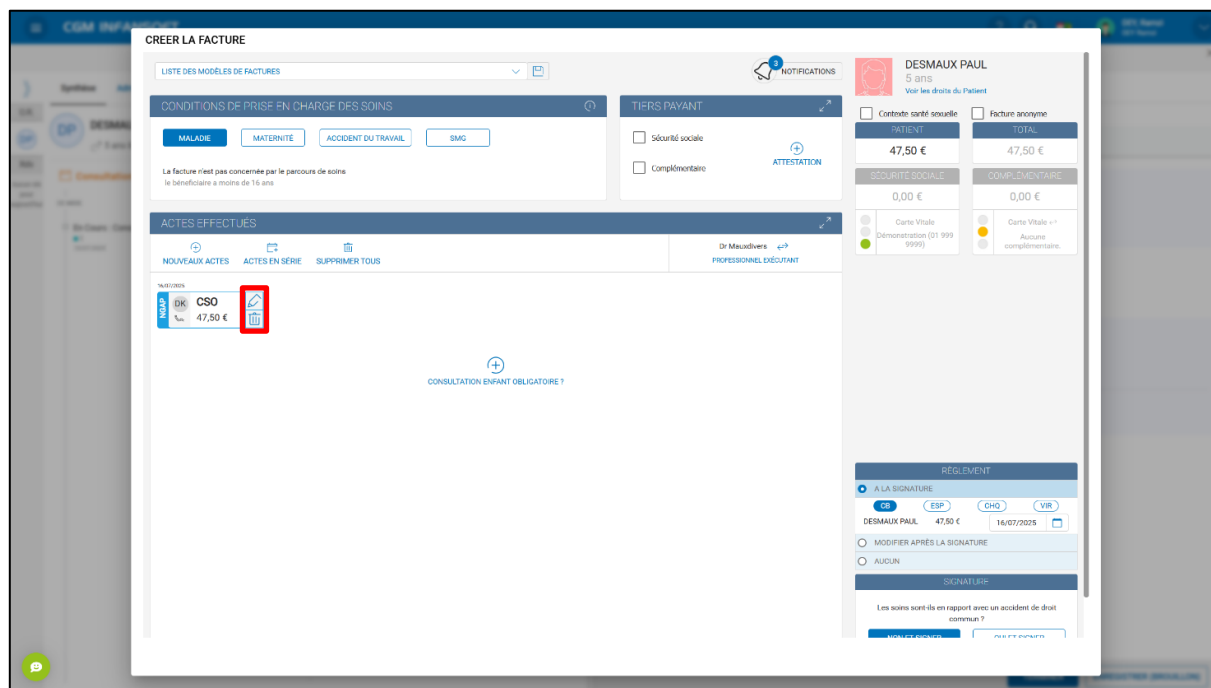 CGM INFANSOFT
CREER LA FACTURE
LISTE DES MODÈLES DE FACTURES
3
NOTIFICATIONS
DESMAUX PAUL
5 ans
Voir les droits du Patient
Contexte santé sexuelle
Facture anonyme
CONDITIONS DE PRISE EN CHARGE DES SOINS
MALADIE
MATERNITÉ
ACCIDENT DU TRAVAIL
SMG
La facture n'est pas concernée par le parcours de soins
le bénéficiaire a moins de 16 ans
TIERS PAYANT
Sécurité sociale
Complémentaire
ATTESTATION
PATIENT
47,50 €
TOTAL
47,50 €
SÉCURITÉ SOCIALE
0,00 €
COMPLÉMENTAIRE
0,00 €
Carte Vitale
Démonstration (01 999
9999)
Carte Vitale
Aucune
complémentaire.
ACTES EFFECTUÉS
NOUVEAUX ACTES
ACTES EN SÉRIE
SUPPRIMER TOUS
Dr Mauxdivers
PROFESSIONNEL EXÉCUTANT
16/07/2025
NGAP
DK
CSO
47,50 €
CONSULTATION ENFANT OBLIGATOIRE ?
RÈGLEMENT
A LA SIGNATURE
CB
ESP
CHQ
VIR
DESMAUX PAUL
47,50 €
16/07/2025
MODIFIER APRÈS LA SIGNATURE
AUCUN
SIGNATURE
Les soins sont-ils en rapport avec un accident de droit
commun ?
NON ET SIGNER
OUI ET SIGNER